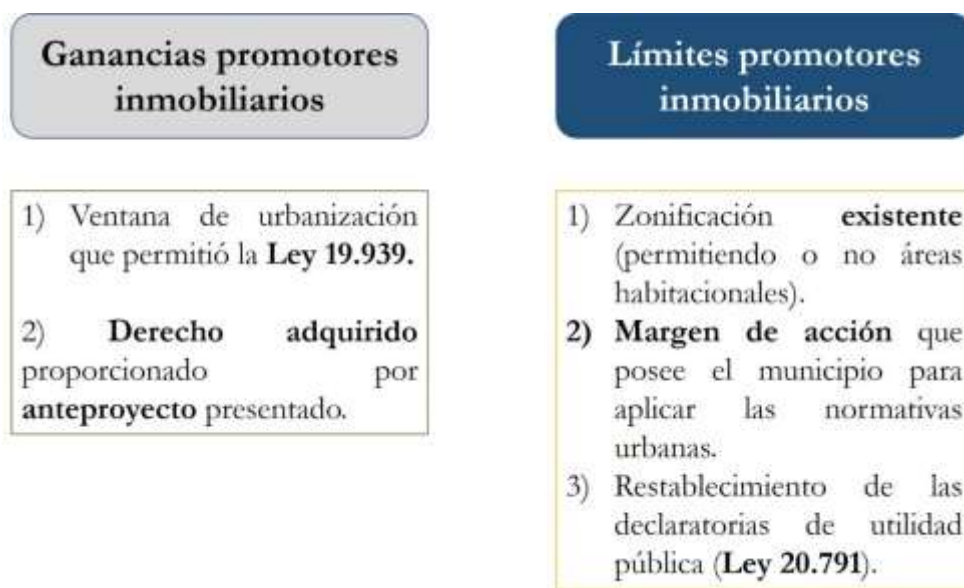 Ganancias promotores
inmobiliarios
1) Ventana de urbanización
que permitió la Ley 19.939.
2) Derecho adquirido
proporcionado por
anteproyecto presentado.
Límites promotores
inmobiliarios
1) Zonificación existente
(permitiendo o no áreas
habitacionales).
2) Margen de acción que
posee el municipio para
aplicar las normativas
urbanas.
3) Restablecimiento de las
declaratorias de utilidad
pública (Ley 20.791).